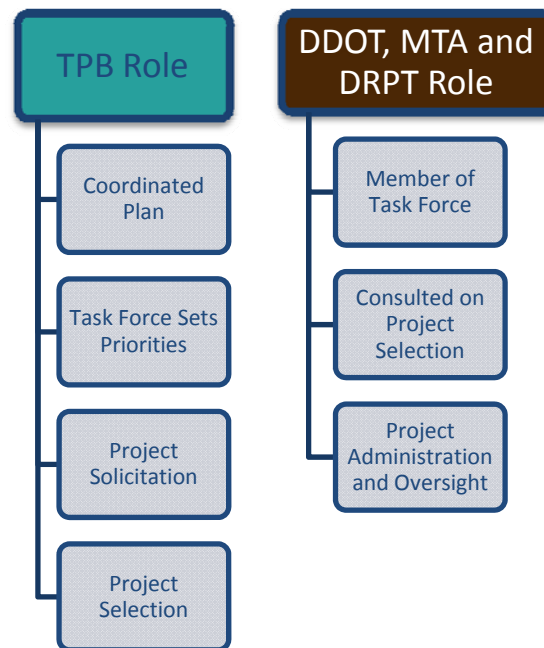 TPB Role
Coordinated
Plan
Task Force Sets
Priorities
Project
Solicitation
Project
Selection
DDOT, MTA and
DRPT Role
Member of
Task Force
Consulted on
Project
Selection
Project
Administration
and Oversight